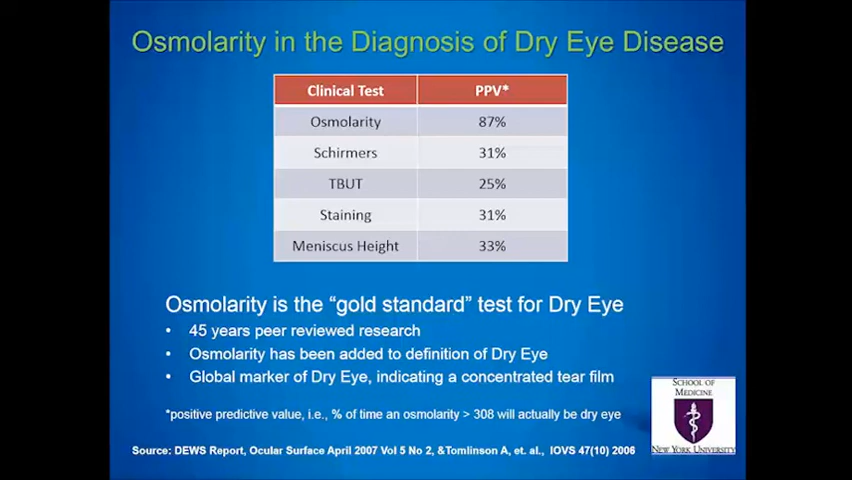 Osmolarity in the Diagnosis of Dry Eye Disease
Clinical Test PPV*
Osmolarity 87%
Schirmers 31%
TBUT 25%
Staining 31%
Meniscus Height 33%
Osmolarity is the “gold standard” test for Dry Eye
• 45 years peer reviewed research
• Osmolarity has been added to definition of Dry Eye
• Global marker of Dry Eye, indicating a concentrated tear film
*positive predictive value, i.e., % of time an osmolarity > 308 will actually be dry eye
Source: DEWS Report, Ocular Surface April 2007 Vol 5 No 2, &Tomlinson A, et. al., IOVS 47(10) 2006
SCHOOL OF
MEDICINE
NEW YORK UNIVERSITY